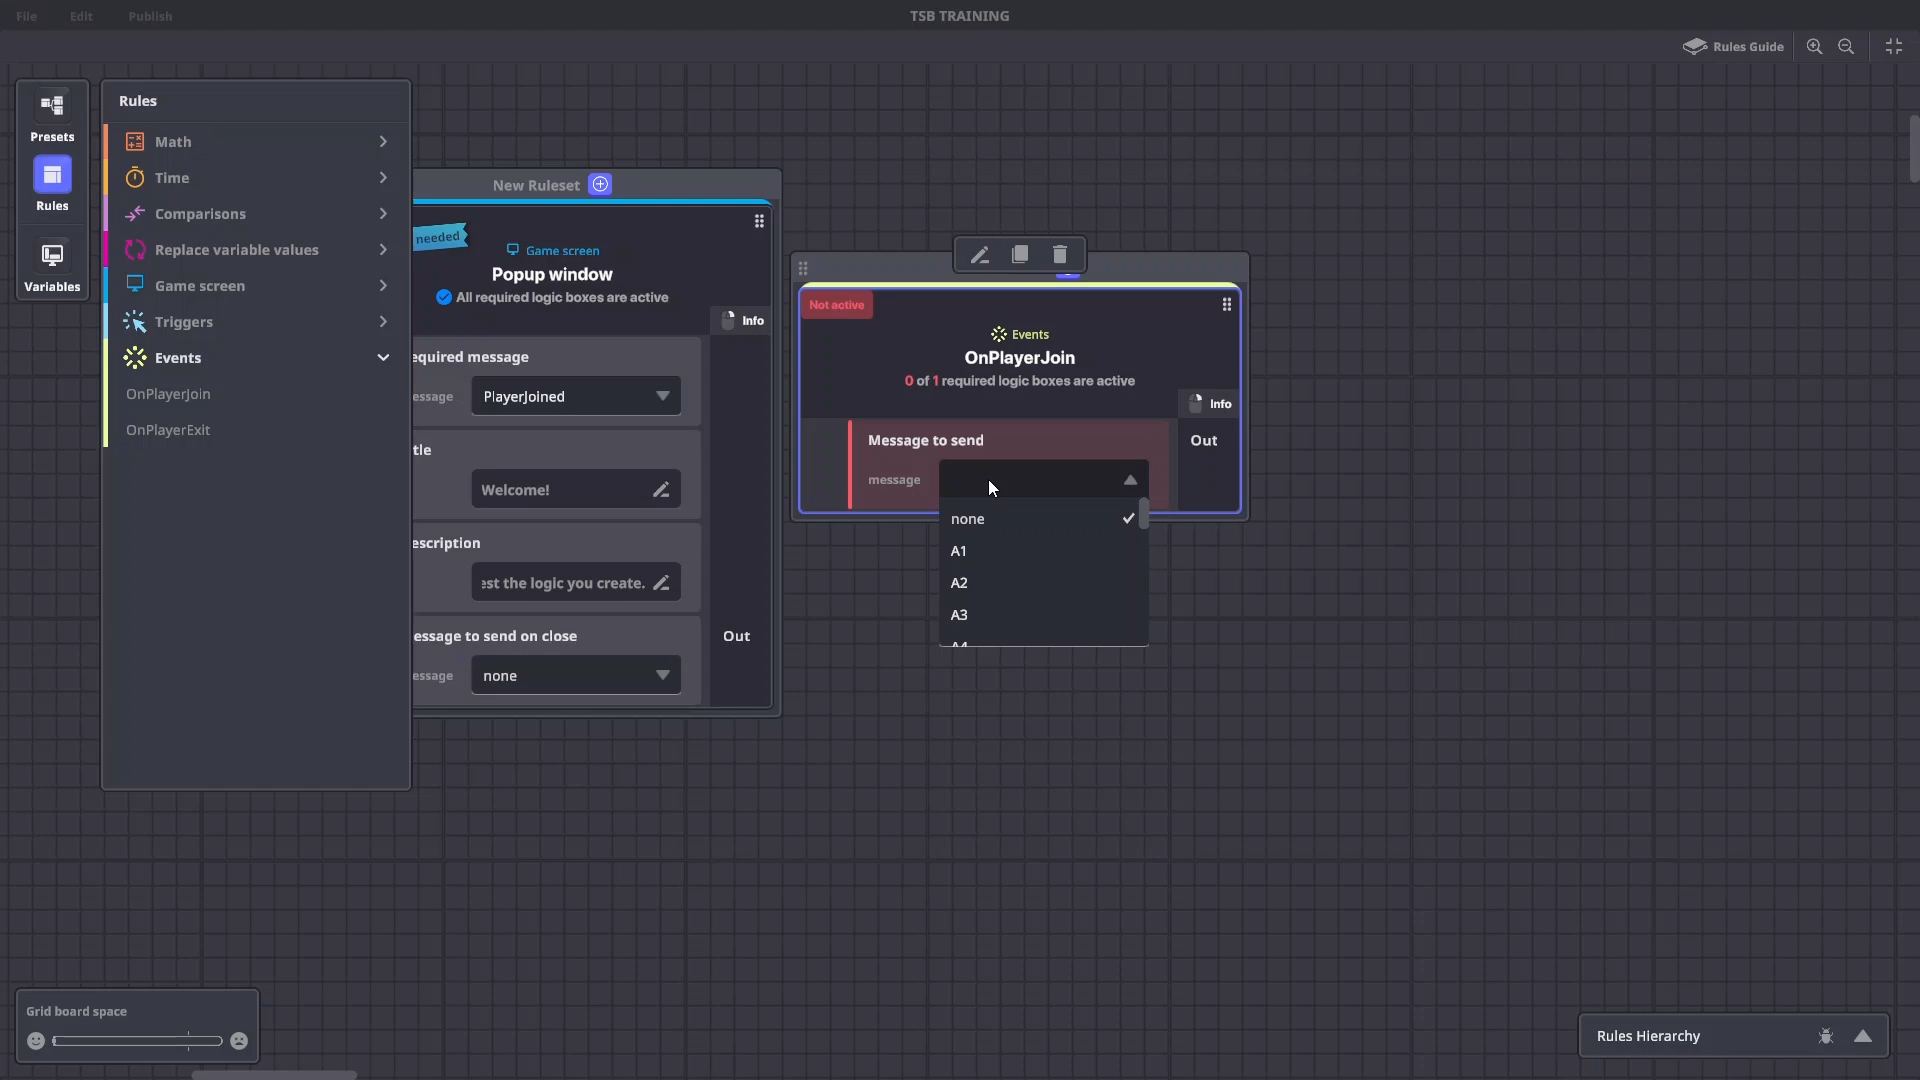 File Edit Publish
TSB TRAINING
Rules Guide
Presets
Rules
Variables
Rules
Math
Time
Comparisons
Replace variable values
Game screen
Triggers
Events
OnPlayerJoin
OnPlayerExit
New Ruleset
needed
Game screen
Popup window
All required logic boxes are active
Info
equired message
essage PlayerJoined
tle
Welcome!
escription
est the logic you create.
essage to send on close
Out
essage none
Not active
Events
OnPlayerJoin
0 of 1 required logic boxes are active
Info
Message to send
Out
message
none
A1
A2
A3
A4
Grid board space
Rules Hierarchy